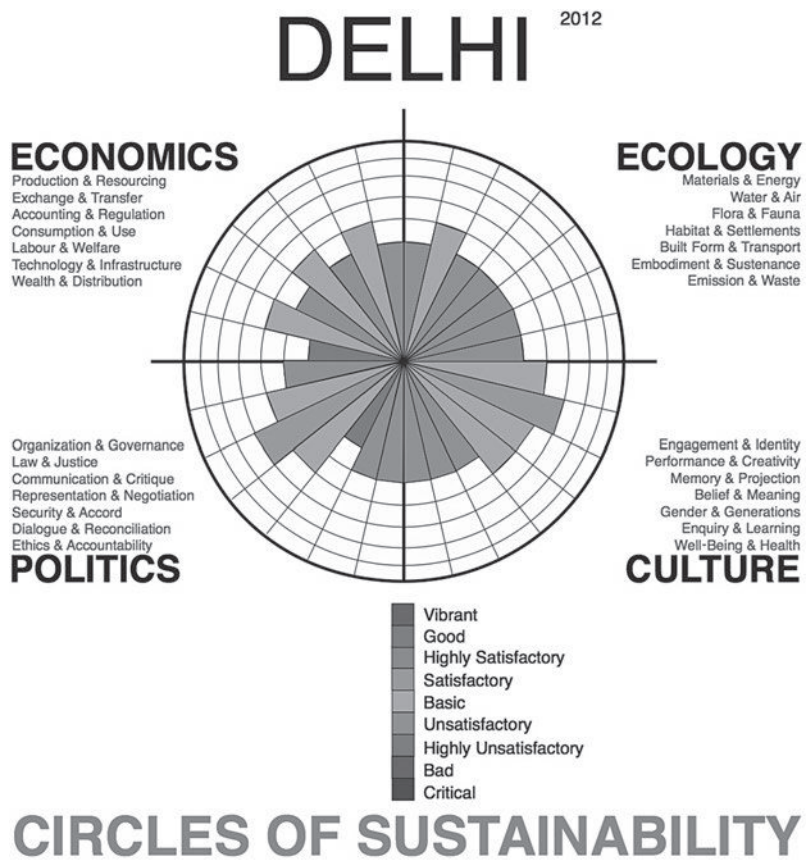 DELHI 2012
ECONOMICS
Production & Resourcing
Exchange & Transfer
Accounting & Regulation
Consumption & Use
Labour & Welfare
Technology & Infrastructure
Wealth & Distribution
ECOLOGY
Materials & Energy
Water & Air
Flora & Fauna
Habitat & Settlements
Built Form & Transport
Embodiment & Sustenance
Emission & Waste
Organization & Governance
Law & Justice
Communication & Critique
Representation & Negotiation
Security & Accord
Dialogue & Reconciliation
Ethics & Accountability
POLITICS
Engagement & Identity
Performance & Creativity
Memory & Projection
Belief & Meaning
Gender & Generations
Enquiry & Learning
Well-Being & Health
CULTURE
Vibrant
Good
Highly Satisfactory
Satisfactory
Basic
Unsatisfactory
Highly Unsatisfactory
Bad
Critical
CIRCLES OF SUSTAINABILITY